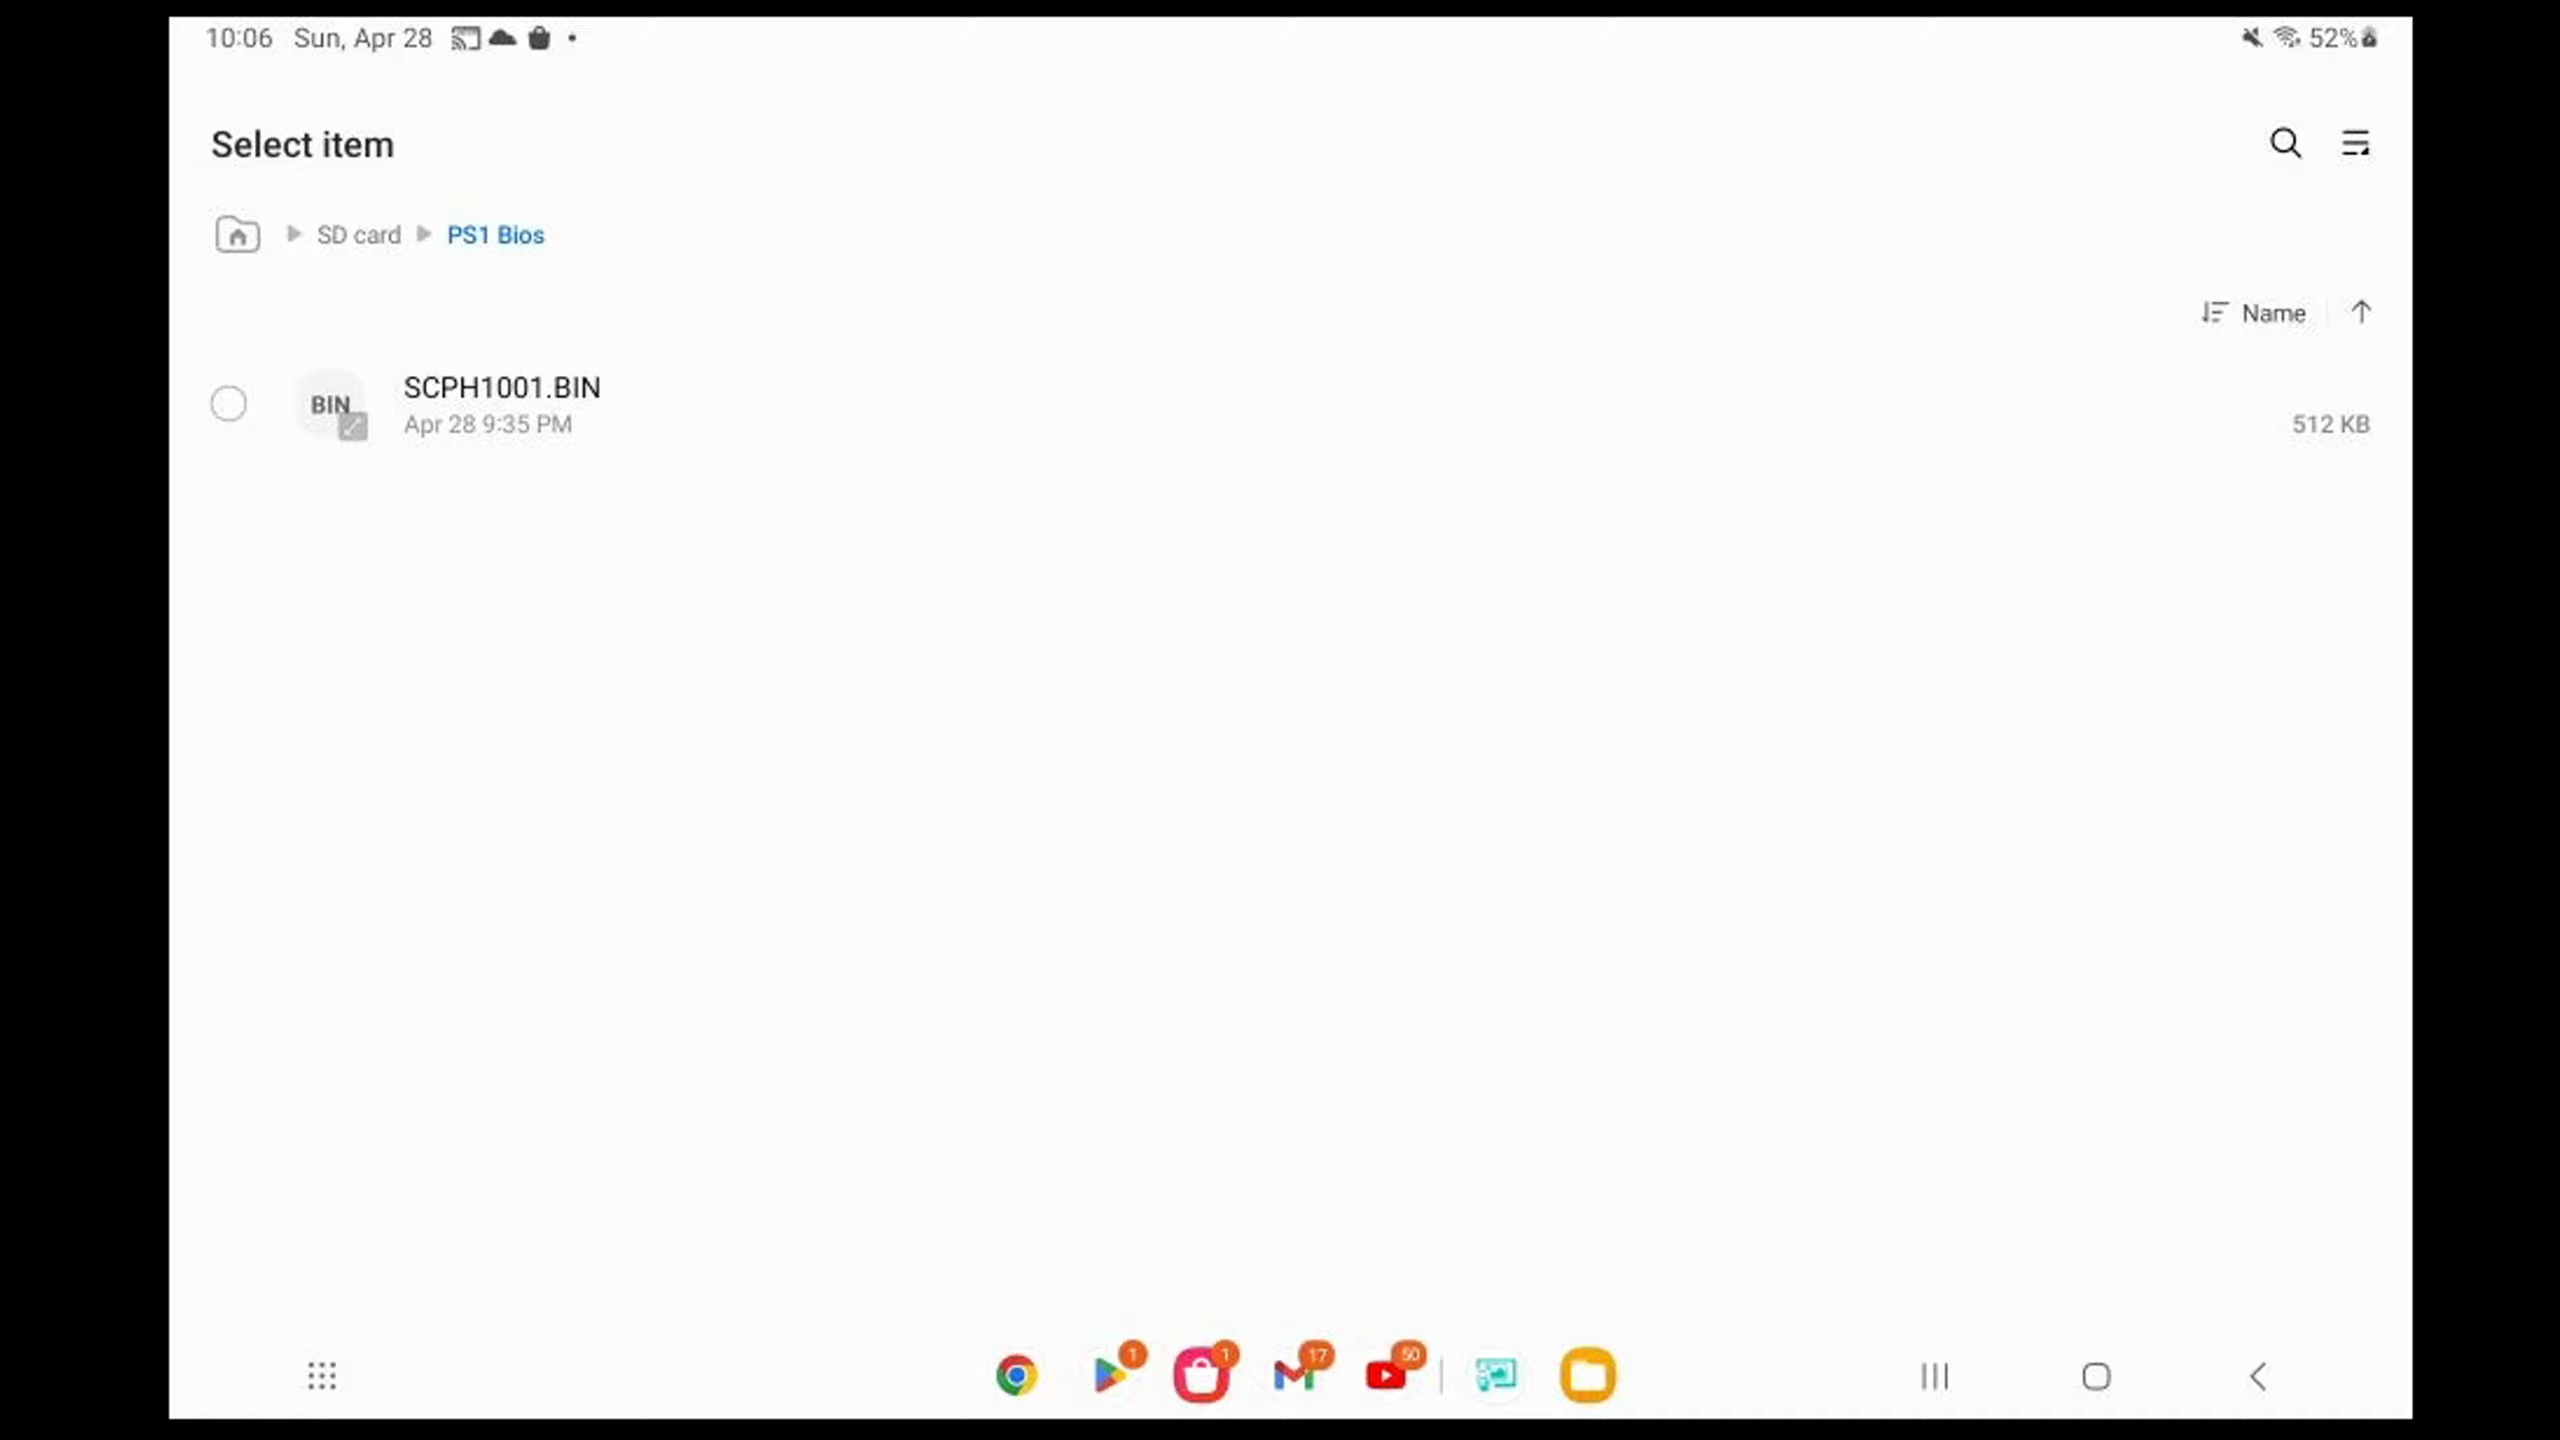 10:06 Sun, Apr 28
52%
Select item
SD card PS1 Bios
Name
BIN
SCPH1001.BIN
Apr 28 9:35 PM
512 KB
1
1
17
50